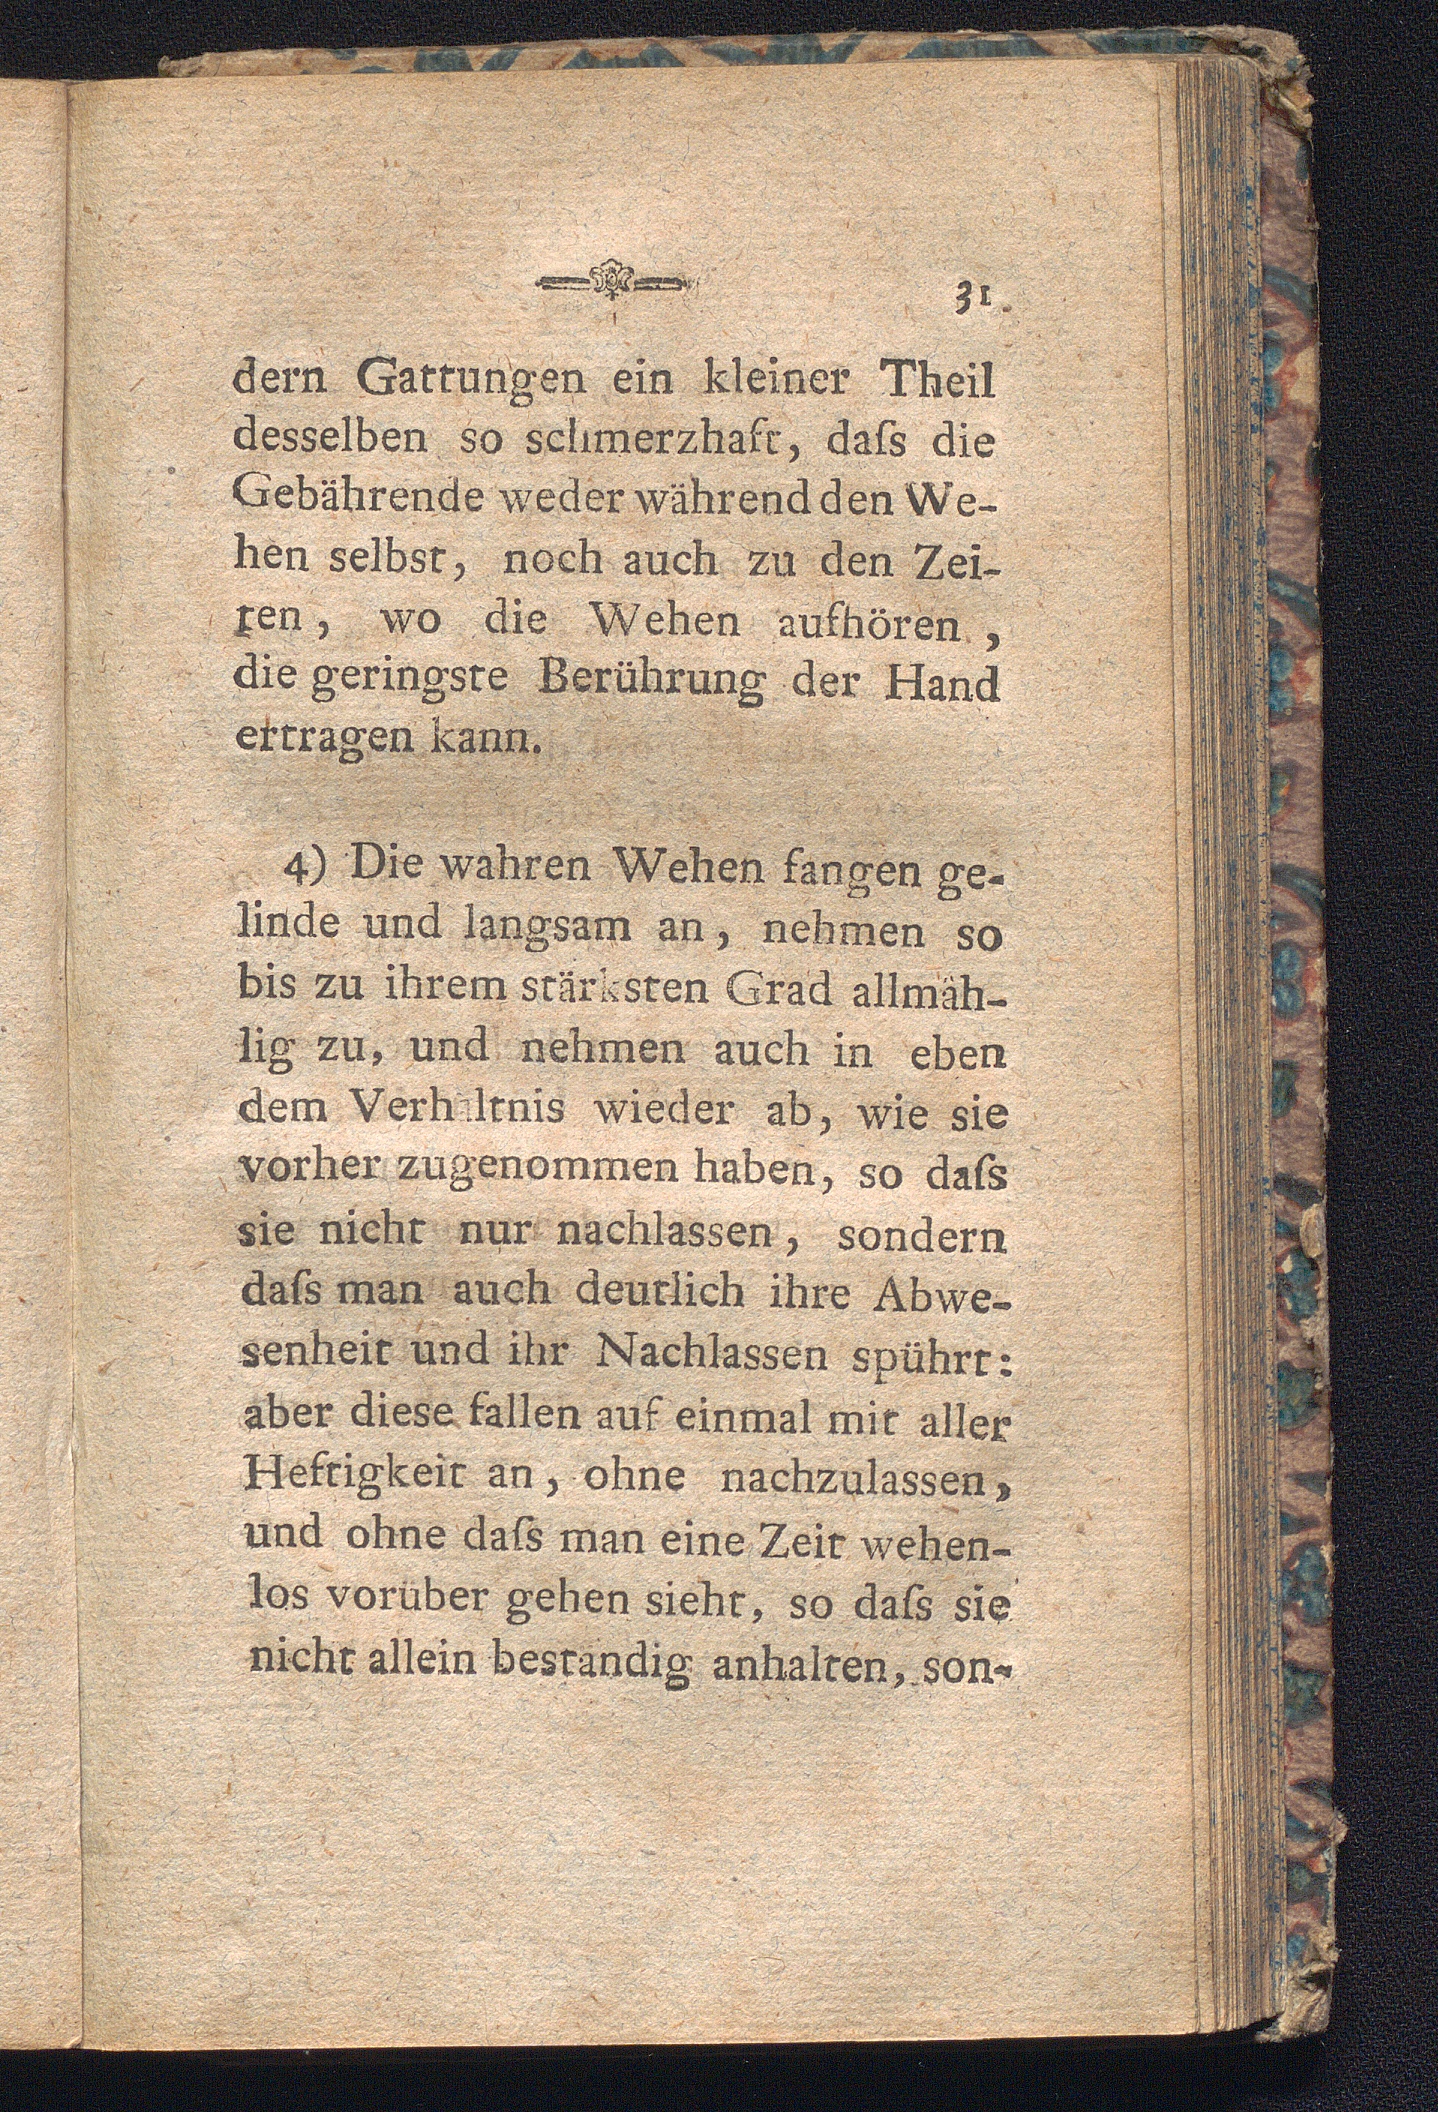 31.
dern Gattungen ein kleiner Theil
desselben so schmerzhaft, daſs die
Gebährende weder während den We-
hen selbst, noch auch zu den Zei-
ten, wo die Wehen aufhören,
die geringste Berührung der Hand
ertragen kann.
4) Die wahren Wehen fangen ge-
linde und langsam an, nehmen so
bis zu ihrem stärksten Grad allmäh-
lig zu, und nehmen auch in eben
dem Verhältnis wieder ab, wie sie
vorher zugenommen haben, so daſs
sie nicht nur nachlassen, sondern
daſs man auch deutlich ihre Abwe-
senheit und ihr Nachlassen spührt:
aber diese fallen auf einmal mit aller
Heftigkeit an, ohne nachzulassen,
und ohne daſs man eine Zeit wehen-
los vorüber gehen sieht, so daſs sie
nicht allein beständig anhalten, son-